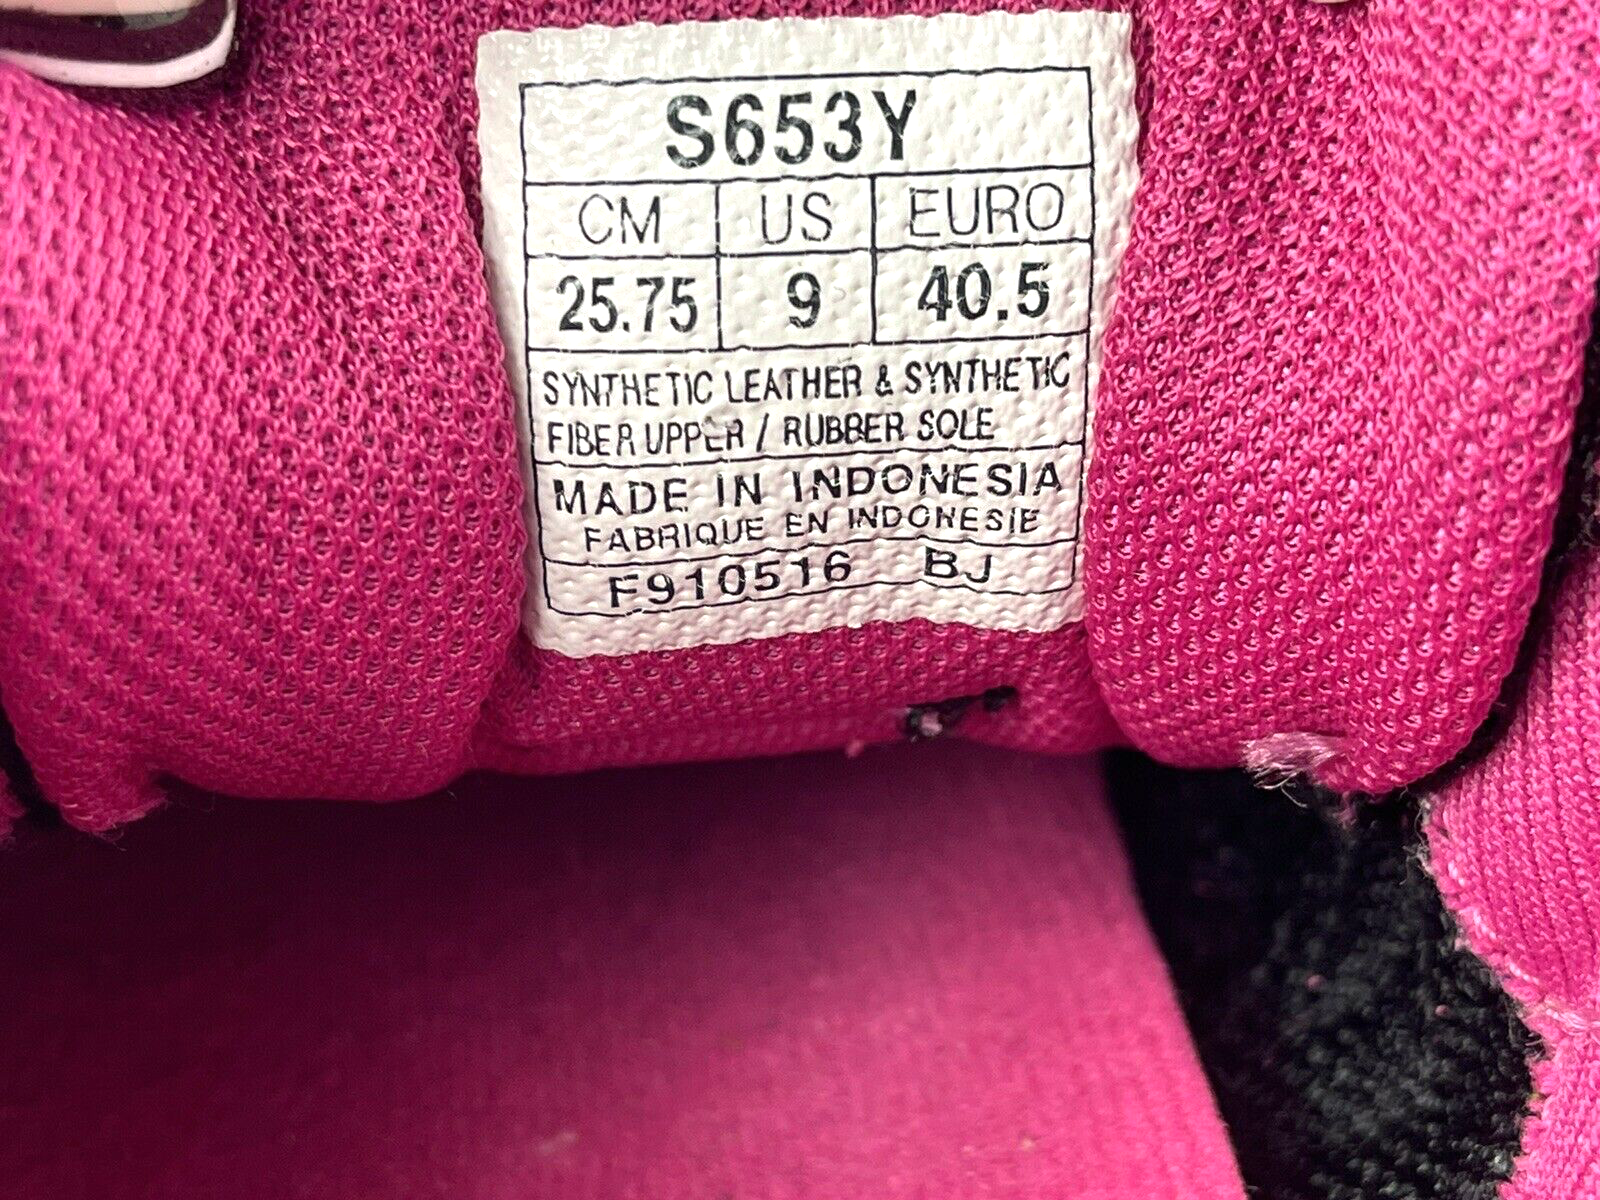 S653Y
CM US EURO
25.75 9 40.5
SYNTHETIC LEATHER & SYNTHETIC
FIBER UPPER / RUBBER SOLE
MADE IN INDONESIA
FABRIQUE EN INDONESIE
F910516 BJ